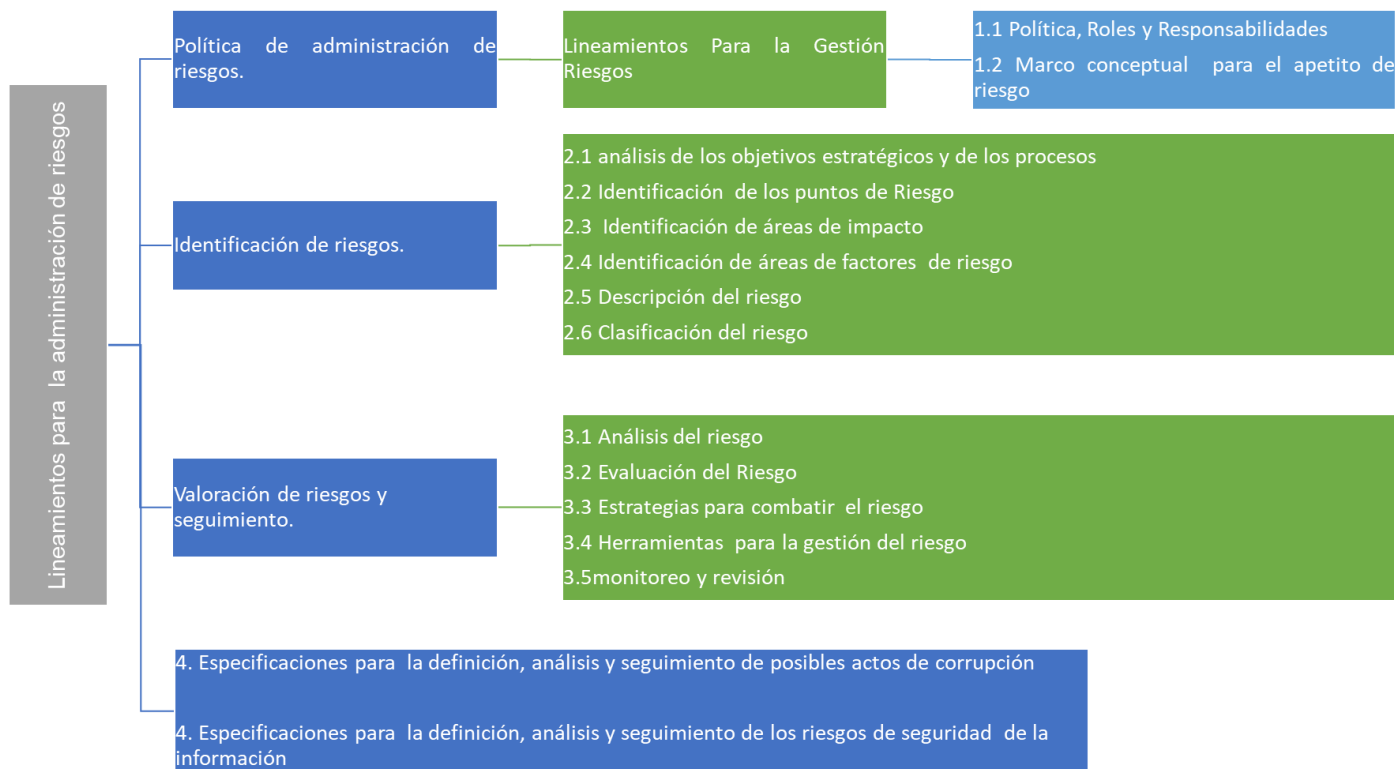 Lineamientos para la administración de riesgos
Política de administración de
riesgos.
Lineamientos Para la Gestión
Riesgos
1.1 Política, Roles y Responsabilidades
1.2 Marco conceptual para el apetito de
riesgo
Identificación de riesgos.
2.1 análisis de los objetivos estratégicos y de los procesos
2.2 Identificación de los puntos de Riesgo
2.3 Identificación de áreas de impacto
2.4 Identificación de áreas de factores de riesgo
2.5 Descripción del riesgo
2.6 Clasificación del riesgo
Valoración de riesgos y
seguimiento.
3.1 Análisis del riesgo
3.2 Evaluación del Riesgo
3.3 Estrategias para combatir el riesgo
3.4 Herramientas para la gestión del riesgo
3.5monitoreo y revisión
4. Especificaciones para la definición, análisis y seguimiento de posibles actos de corrupción
4. Especificaciones para la definición, análisis y seguimiento de los riesgos de seguridad de la
información